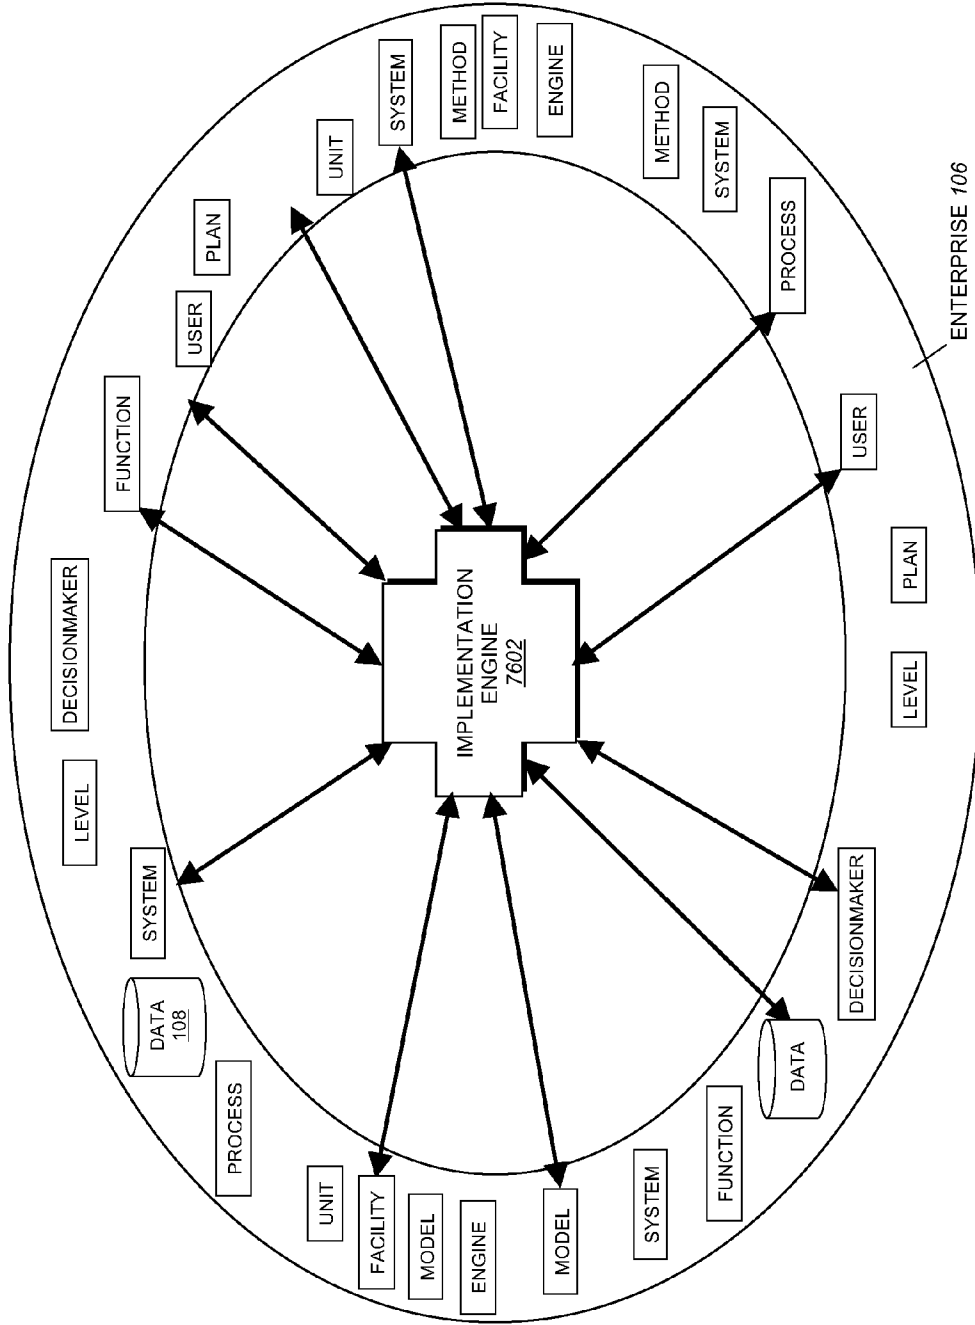 LEVEL
DECISIONMAKER
FUNCTION
SYSTEM
DATA
108
USER
PLAN
PROCESS
UNIT
UNIT
FACILITY
SYSTEM
MODEL
METHOD
ENGINE
FACILITY
IMPLEMENTATION
ENGINE
7602
MODEL
ENGINE
SYSTEM
METHOD
FUNCTION
SYSTEM
DATA
PROCESS
DECISIONMAKER
USER
LEVEL
PLAN
ENTERPRISE 106